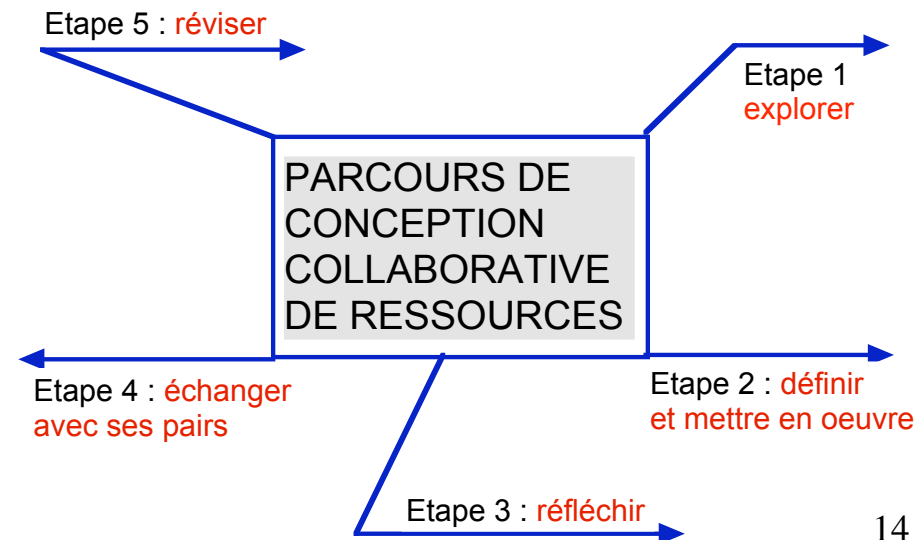 Etape 5 : réviser
Etape 1
explorer
PARCOURS DE
CONCEPTION
COLLABORATIVE
DE RESSOURCES
Etape 4 : échanger
avec ses pairs
Etape 2 : définir
et mettre en oeuvre
Etape 3 : réfléchir
14